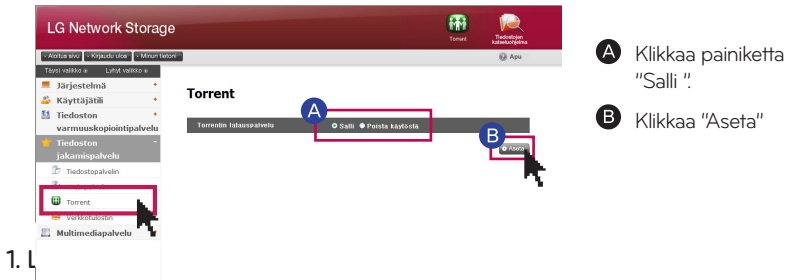 LG Network Storage
Torrent
Tiedostojen katseluohjelma
Aloitus sivu
Kirjaudu ulos
Minun tietoni
Apu
Täysi valikko
Lyhyt valikko
Järjestelmä
Käyttäjätili
Tiedoston
varmuuskopiointipalvelu
Tiedoston
jakamispalvelu
Tiedostopalvelin
Torrent
Verkkotulostin
Multimediapalvelu
Torrent
A
Torrentin latauspalvelu
Salli
Poista käytöstä
B
Aseta
A Klikkaa painiketta
"Salli ".
B Klikkaa "Aseta"
1. L